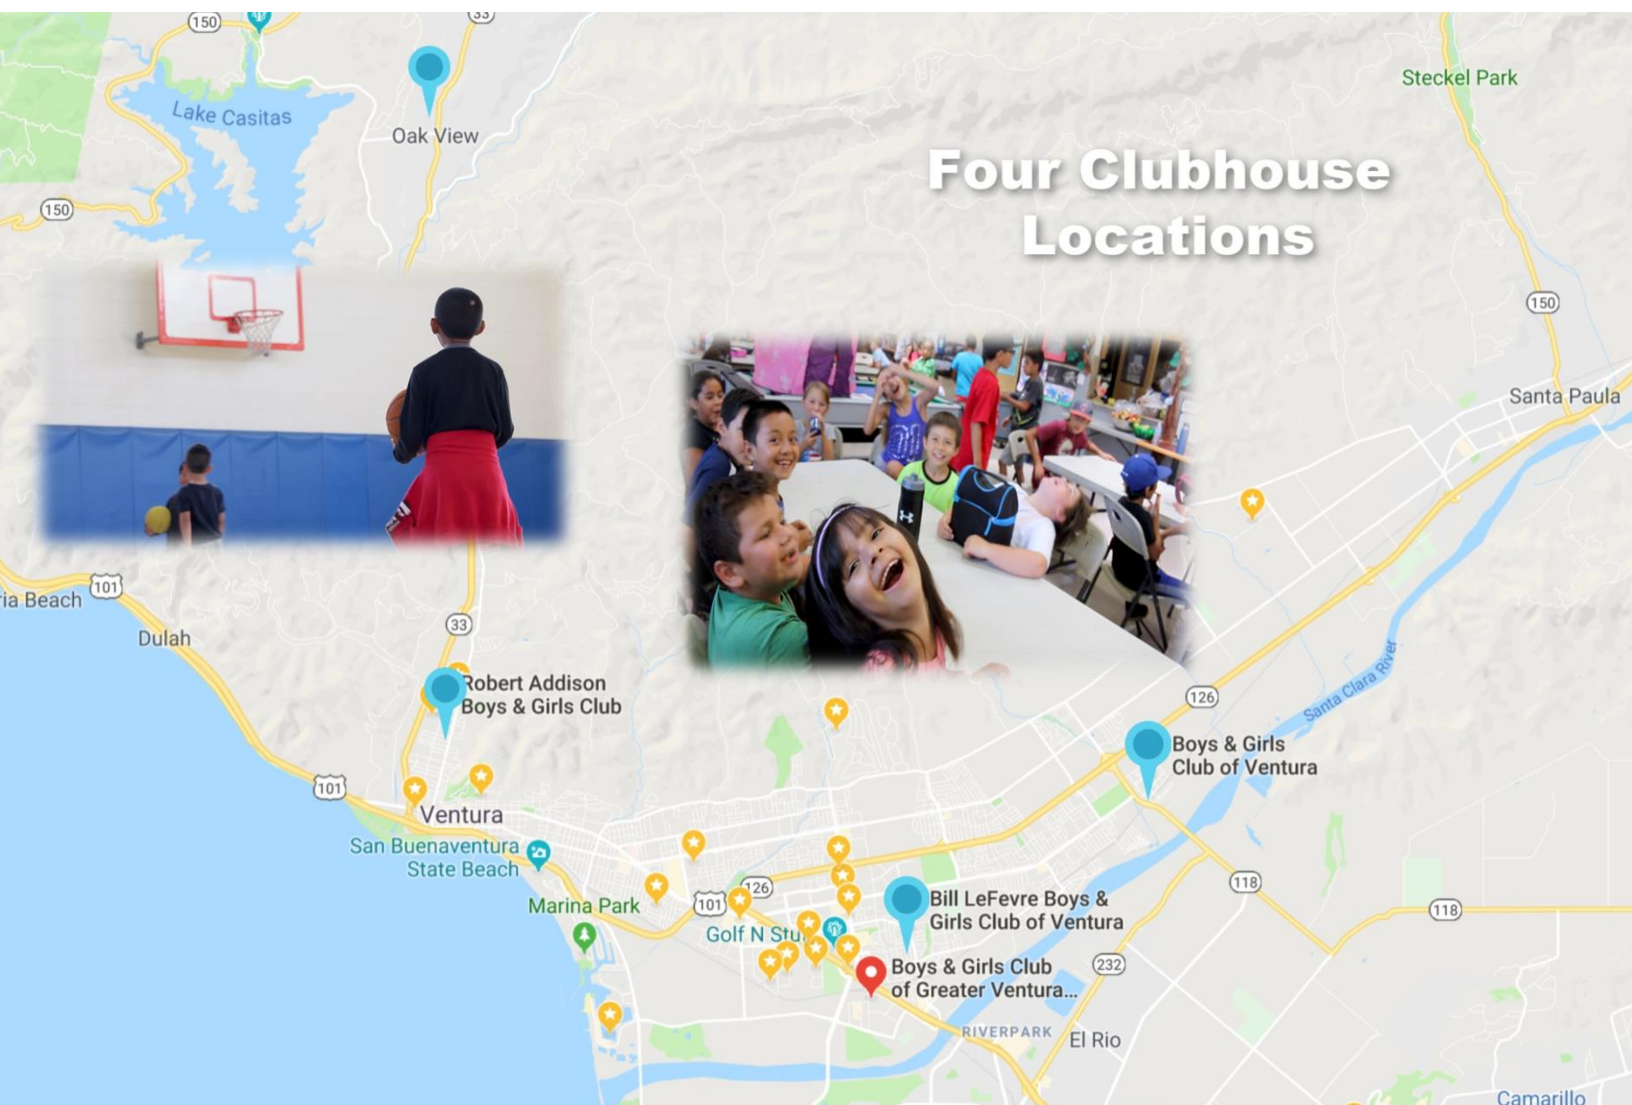 150
33
Oak View
Lake Casitas
Steckel Park
Four Clubhouse
Locations
150
150
Santa Paula
101
ria Beach
Dulah
33
Robert Addison
Boys & Girls Club
126
Santa Clara River
Boys & Girls
Club of Ventura
101
Ventura
San Buenaventura
State Beach
Marina Park
101
126
118
118
Bill LeFevre Boys &
Girls Club of Ventura
Golf N Stu
Boys & Girls Club
of Greater Ventura...
232
RIVERPARK
El Rio
Camarillo